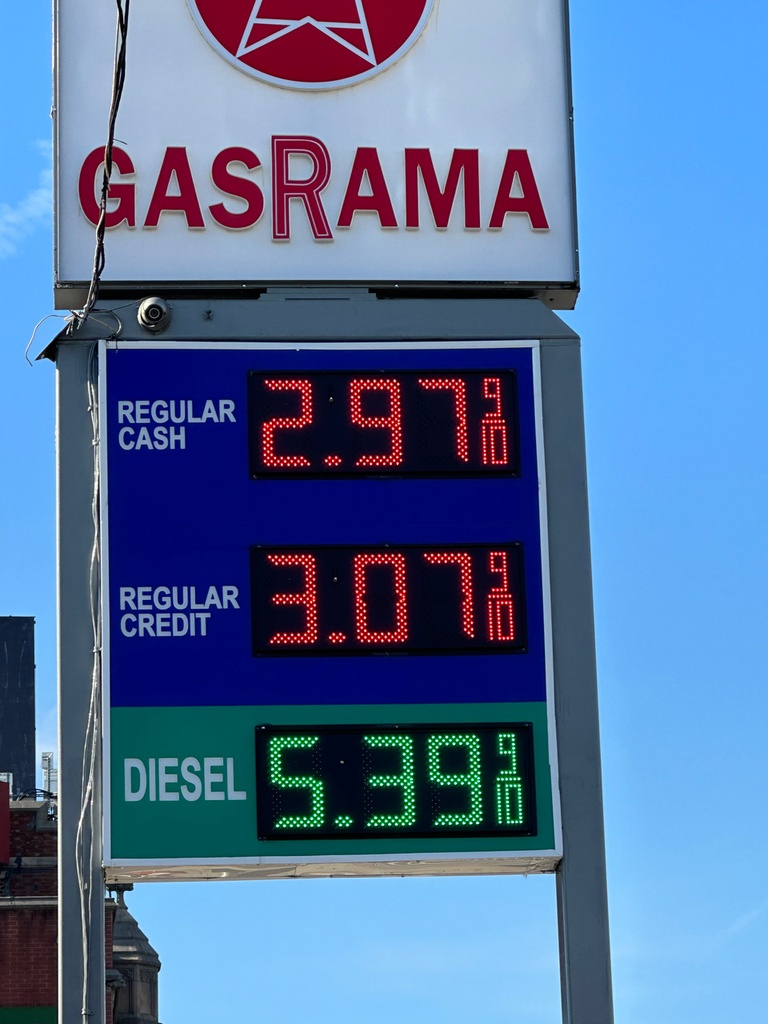 GASRAMA
REGULAR
CASH
2.97 9/10
REGULAR
CREDIT
3.07 9/10
DIESEL
5.39 9/10